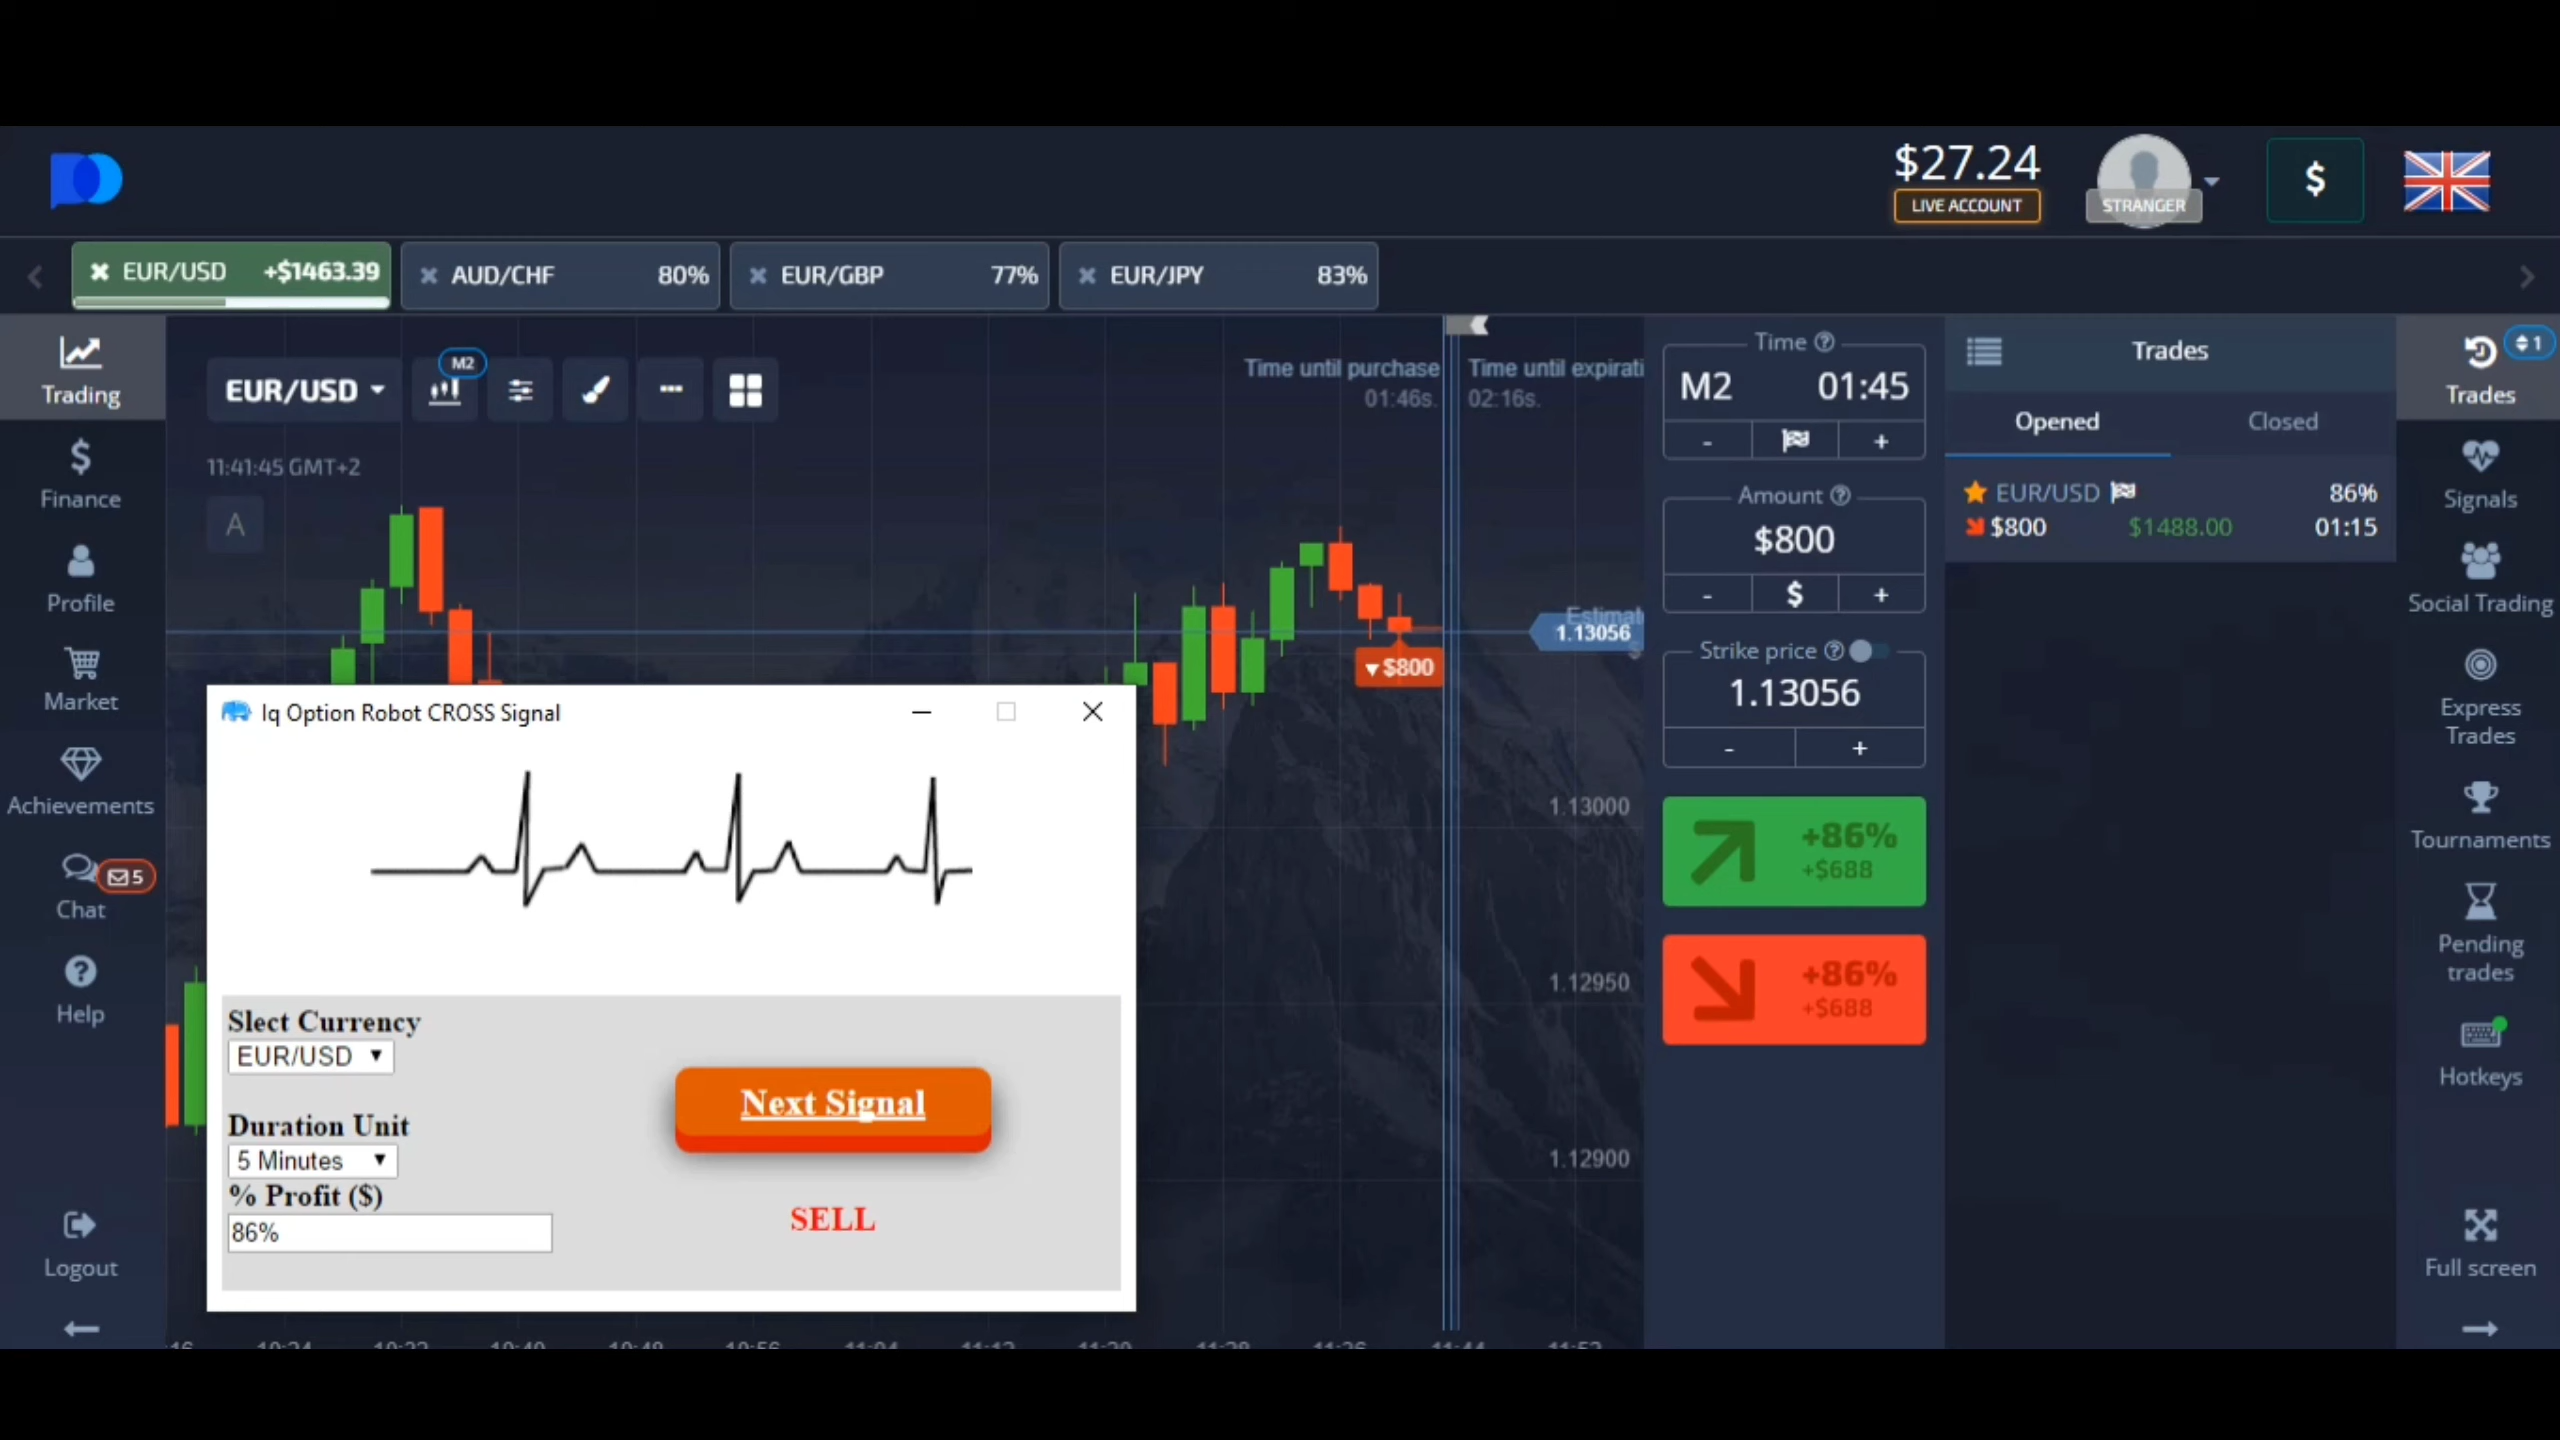 $27.24
LIVE ACCOUNT
STRANGER
$
EUR/USD +$1463.39
AUD/CHF 80%
EUR/GBP 77%
EUR/JPY 83%
Trading
Finance
Profile
Market
Achievements
5
Chat
Help
Logout
EUR/USD
M2
11:41:45 GMT+2
A
Time until purchase
01:46s.
Time until expirati
02:16s.
Estimat
1.13056
$800
1.13000
1.12950
1.12900
Time
M2 01:45
- +
Amount
$800
- $ +
Strike price
1.13056
- +
+86%
+$688
+86%
+$688
Trades
Opened Closed
EUR/USD 86%
$800 $1488.00 01:15
1
Trades
Signals
Social Trading
Express
Trades
Tournaments
Pending
trades
Hotkeys
Full screen
Iq Option Robot CROSS Signal
Slect Currency
EUR/USD
Duration Unit
5 Minutes
% Profit ($)
86%
Next Signal
SELL